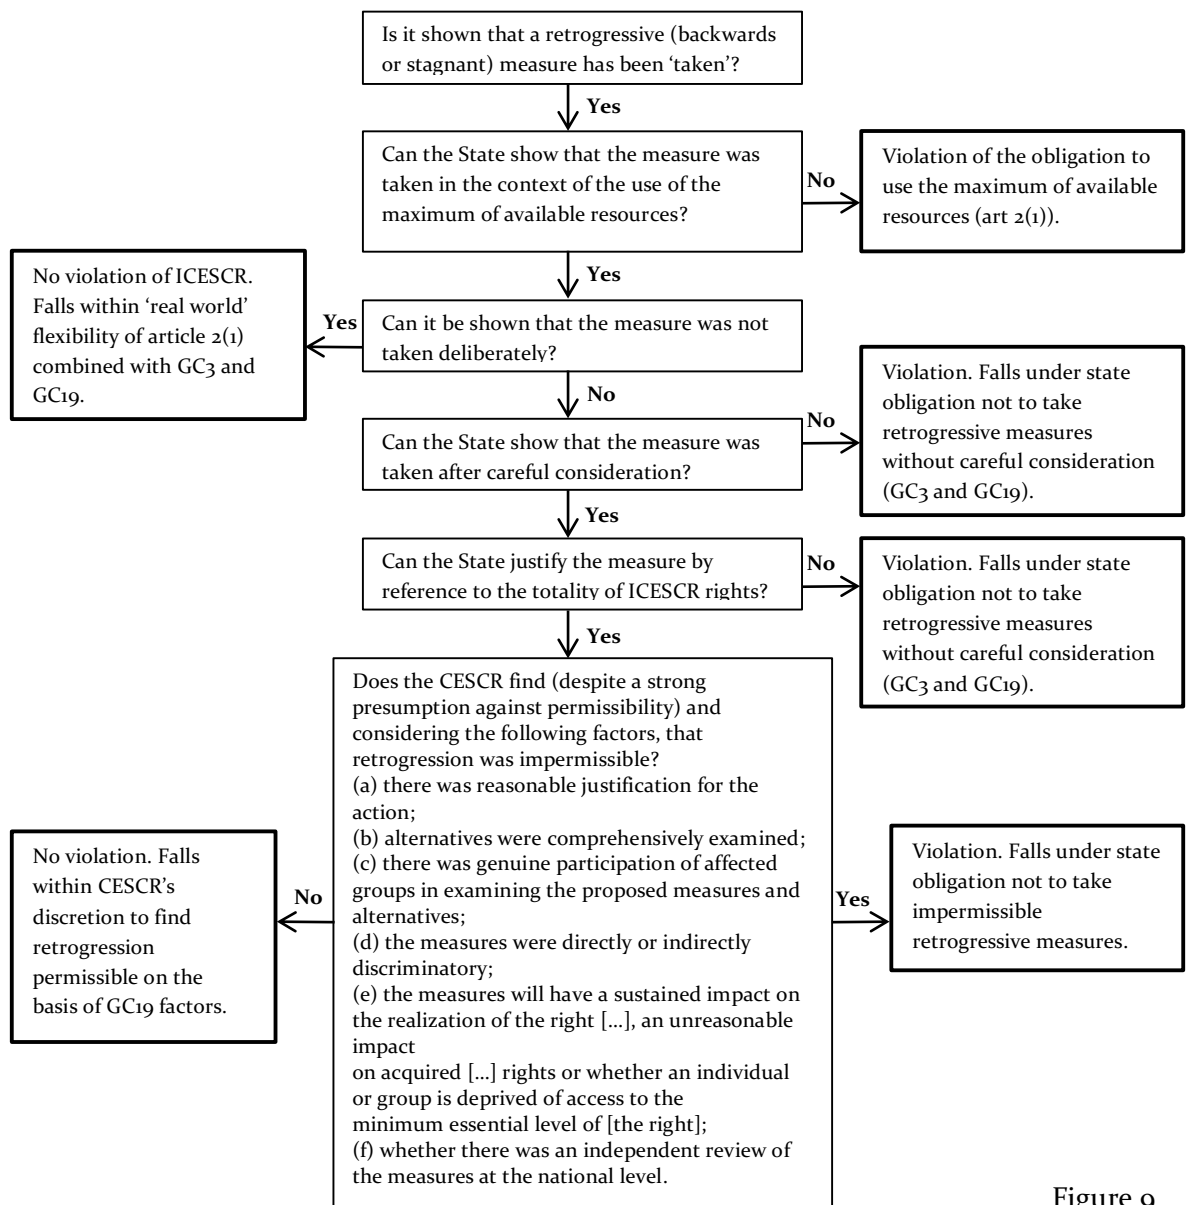 Is it shown that a retrogressive (backwards
or stagnant) measure has been ‘taken’?
Yes
Can the State show that the measure was
taken in the context of the use of the
maximum of available resources?
No
Violation of the obligation to
use the maximum of available
resources (art 2(1)).
Yes
No violation of ICESCR.
Falls within ‘real world’
flexibility of article 2(1)
combined with GC3 and
GC19.
Yes
Can it be shown that the measure was not
taken deliberately?
No
Can the State show that the measure was
taken after careful consideration?
No
Violation. Falls under state
obligation not to take
retrogressive measures
without careful consideration
(GC3 and GC19).
Yes
Can the State justify the measure by
reference to the totality of ICESCR rights?
No
Violation. Falls under state
obligation not to take
retrogressive measures
without careful consideration
(GC3 and GC19).
Yes
Does the CESCR find (despite a strong
presumption against permissibility) and
considering the following factors, that
retrogression was impermissible?
(a) there was reasonable justification for the
action;
(b) alternatives were comprehensively examined;
(c) there was genuine participation of affected
groups in examining the proposed measures and
alternatives;
(d) the measures were directly or indirectly
discriminatory;
(e) the measures will have a sustained impact on
the realization of the right [...], an unreasonable
impact
on acquired [...] rights or whether an individual
or group is deprived of access to the
minimum essential level of [the right];
(f) whether there was an independent review of
the measures at the national level.
No
No violation. Falls
within CESCR’s
discretion to find
retrogression
permissible on the
basis of GC19 factors.
Yes
Violation. Falls under state
obligation not to take
impermissible
retrogressive measures.
Figure 9